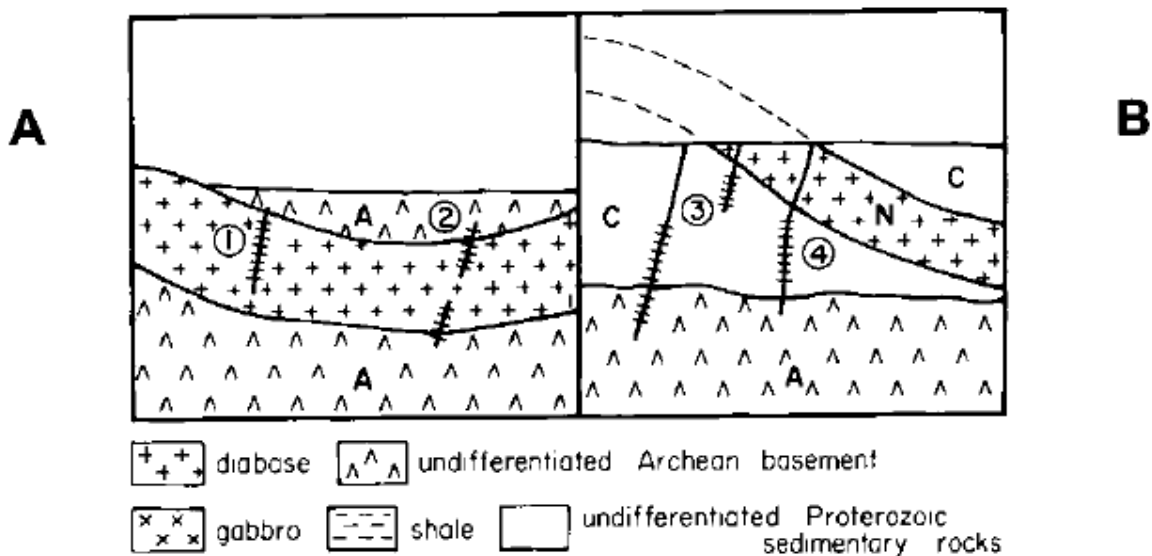 A
B
A
①
②
A
C
③
④
N
C
A
diabase
undifferentiated Archean basement
gabbro
shale
undifferentiated Proterozoic
sedimentary rocks